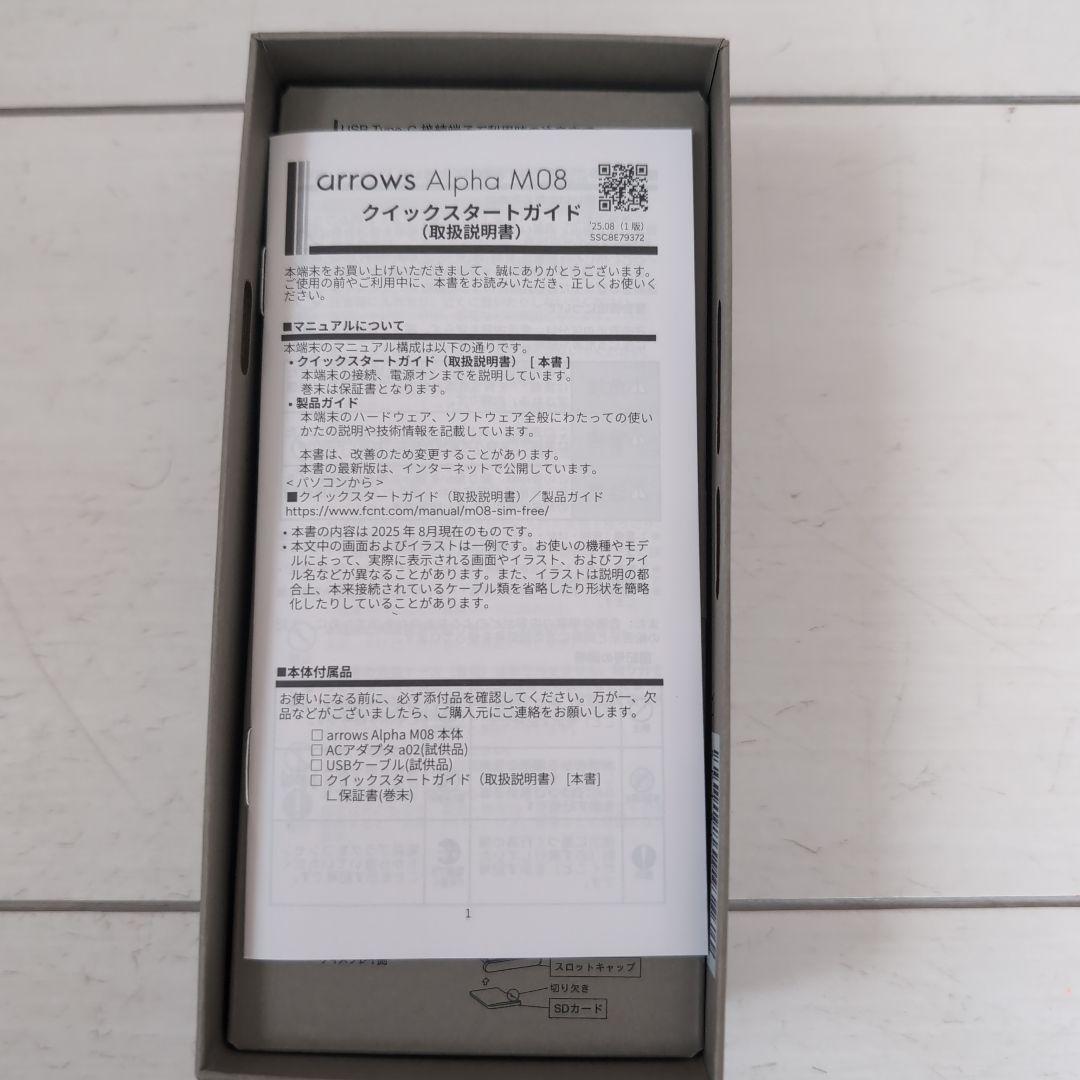 USB Type-C 接続端子ご利用時の注意事項
arrows Alpha M08
クイックスタートガイド
（取扱説明書）
'25.08（1版）
SSC8E79372
本端末をお買い上げいただきまして、誠にありがとうございます。
ご使用の前やご利用中に、本書をお読みいただき、正しくお使いく
ださい。
■マニュアルについて
本端末のマニュアル構成は以下の通りです。
・クイックスタートガイド（取扱説明書）［本書］
本端末の接続、電源オンまでを説明しています。
巻末は保証書となります。
・製品ガイド
本端末のハードウェア、ソフトウェア全般にわたっての使い
かたの説明や技術情報を記載しています。
本書は、改善のため変更することがあります。
本書の最新版は、インターネットで公開しています。
＜パソコンから＞
■クイックスタートガイド（取扱説明書）／製品ガイド
https://www.fcnt.com/manual/m08-sim-free/
・本書の内容は 2025 年 8月現在のものです。
・本文中の画面およびイラストは一例です。お使いの機種やモデ
ルによって、実際に表示される画面やイラスト、およびファイ
ル名などが異なることがあります。また、イラストは説明の都
合上、本来接続されているケーブル類を省略したり形状を簡略
化したりしていることがあります。
■本体付属品
お使いになる前に、必ず添付品を確認してください。万が一、欠
品などがございましたら、ご購入元にご連絡をお願いします。
□ arrows Alpha M08 本体
□ ACアダプタ a02(試供品)
□ USBケーブル(試供品)
□ クイックスタートガイド（取扱説明書）［本書］
∟保証書(巻末)
1
スロットキャップ
切り欠き
SDカード